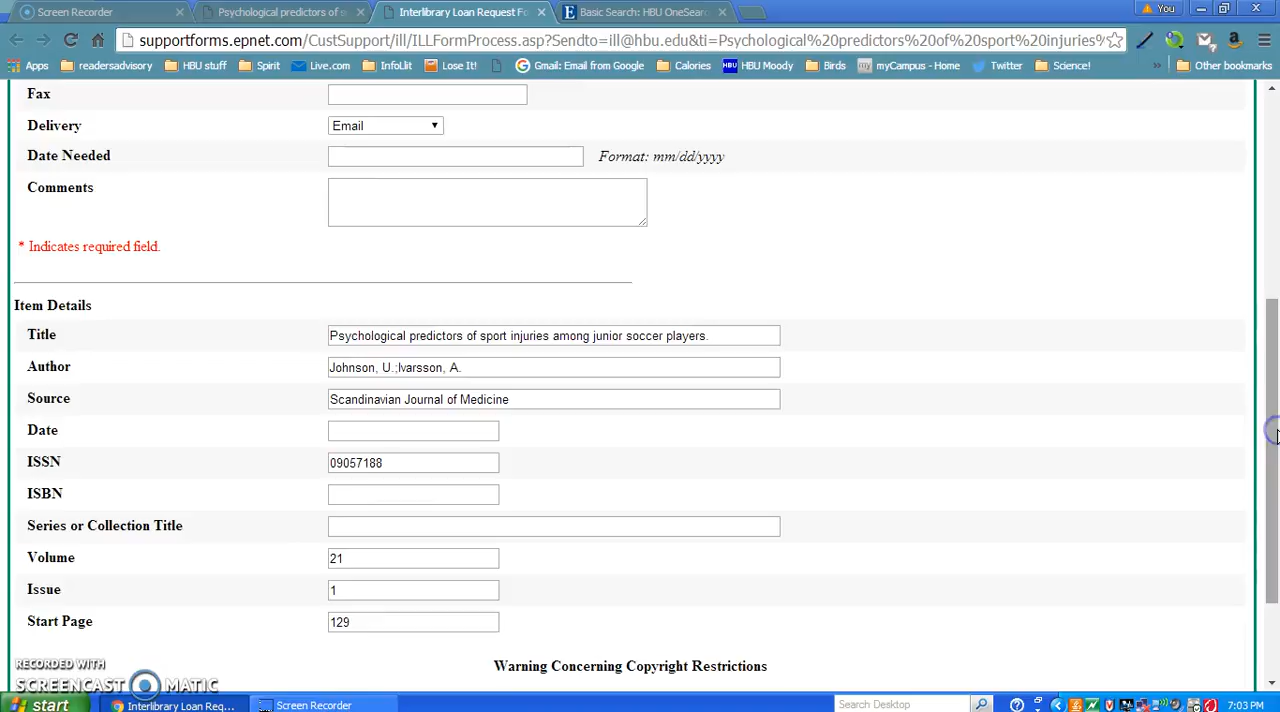 Screen Recorder
Psychological predictors of s
Interlibrary Loan Request Fo
Basic Search: HBU OneSearc
You
supportforms.epnet.com/CustSupport/ill/ILLFormProcess.asp?Sendto=ill@hbu.edu&ti=Psychological%20predictors%20of%20sport%20injuries%
Apps readersadvisory HBU stuff Spirit Live.com InfoLit Lose It! Gmail: Email from Google Calories HBU HBU Moody Birds my myCampus - Home Twitter Science! » Other bookmarks
Fax
Delivery Email
Date Needed Format: mm/dd/yyyy
Comments
* Indicates required field.
Item Details
Title Psychological predictors of sport injuries among junior soccer players.
Author Johnson, U.;Ivarsson, A.
Source Scandinavian Journal of Medicine
Date
ISSN 09057188
ISBN
Series or Collection Title
Volume 21
Issue 1
Start Page 129
Warning Concerning Copyright Restrictions
RECORDED WITH
SCREENCAST MATIC
start Interlibrary Loan Req... Screen Recorder Search Desktop 7:03 PM